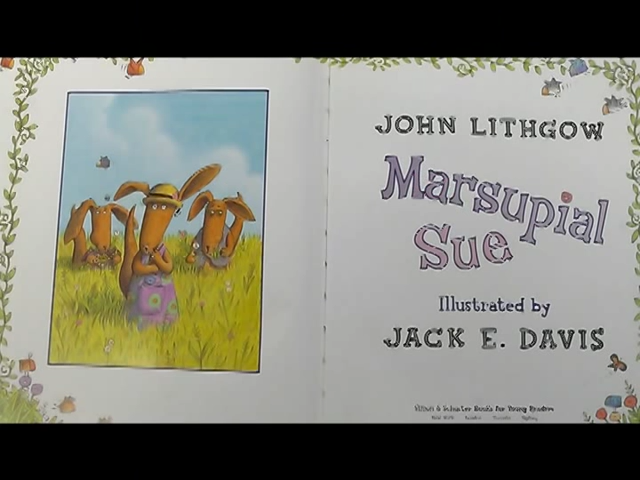 JOHN LITHGOW
Marsupial
Sue
Illustrated by
JACK E. DAVIS
Simon & Schuster Books for Young Readers